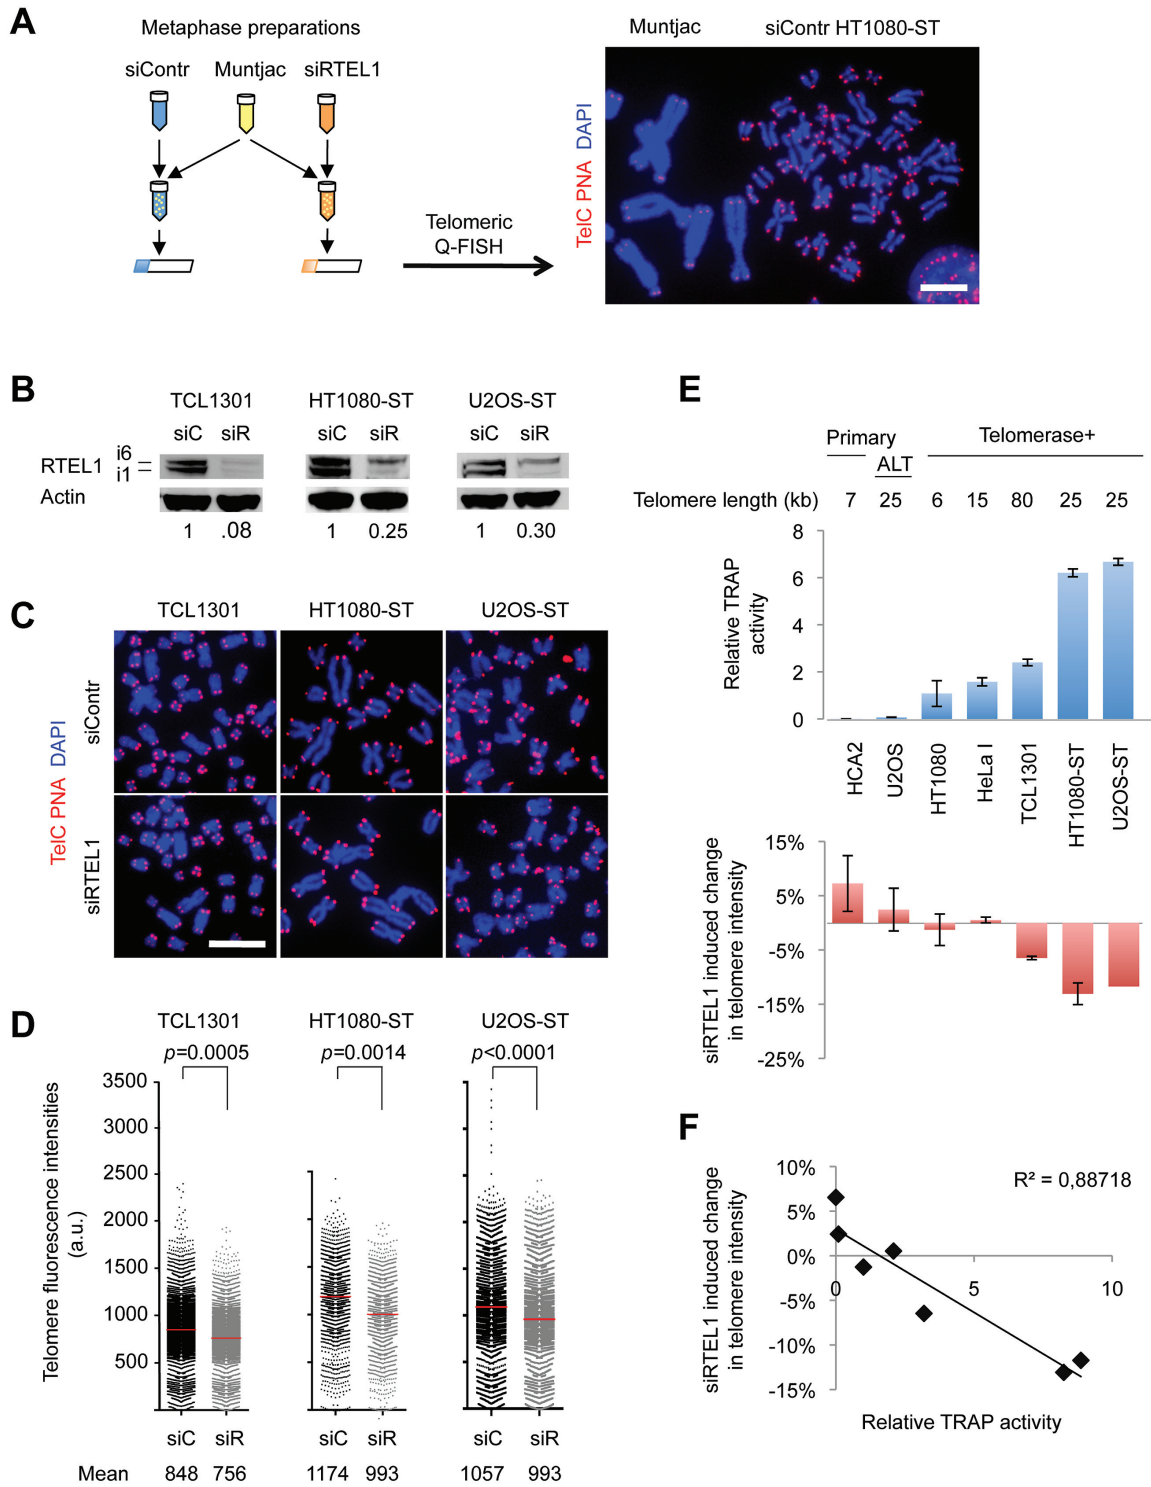 A
Metaphase preparations
siContr Muntjac siRTEL1
Telomeric
Q-FISH
Muntjac siContr HT1080-ST
TelC PNA DAPI
B
TCL1301 HT1080-ST U2OS-ST
siC siR siC siR siC siR
RTEL1 i6
i1
Actin
1 .08 1 0.25 1 0.30
C
TCL1301 HT1080-ST U2OS-ST
siContr
siRTEL1
TelC PNA DAPI
D
TCL1301 HT1080-ST U2OS-ST
p=0.0005 p=0.0014 p<0.0001
Telomere fluorescence intensities
(a.u.)
3500
3000
2500
2000
1500
1000
500
siC siR siC siR siC siR
Mean 848 756 1174 993 1057 993
E
Primary Telomerase+
ALT
Telomere length (kb) 7 25 6 15 80 25 25
Relative TRAP
activity
8
6
4
2
0
HCA2 U2OS HT1080 HeLa I TCL1301 HT1080-ST U2OS-ST
siRTEL1 induced change
in telomere intensity
15%
5%
-5%
-15%
-25%
F
siRTEL1 induced change
in telomere intensity
10%
5%
0%
-5%
-10%
-15%
R² = 0,88718
0 5 10
Relative TRAP activity